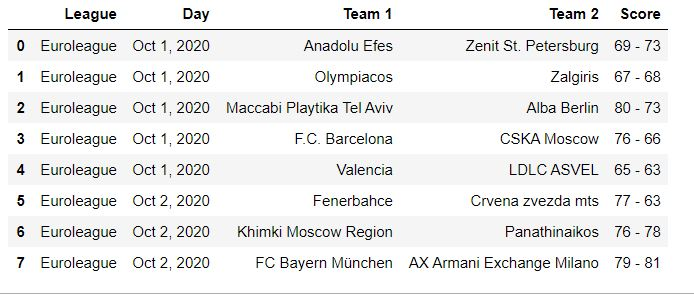 League Day Team 1 Team 2 Score
0 Euroleague Oct 1, 2020 Anadolu Efes Zenit St. Petersburg 69 - 73
1 Euroleague Oct 1, 2020 Olympiacos Zalgiris 67 - 68
2 Euroleague Oct 1, 2020 Maccabi Playtika Tel Aviv Alba Berlin 80 - 73
3 Euroleague Oct 1, 2020 F.C. Barcelona CSKA Moscow 76 - 66
4 Euroleague Oct 1, 2020 Valencia LDLC ASVEL 65 - 63
5 Euroleague Oct 2, 2020 Fenerbahce Crvena zvezda mts 77 - 63
6 Euroleague Oct 2, 2020 Khimki Moscow Region Panathinaikos 76 - 78
7 Euroleague Oct 2, 2020 FC Bayern München AX Armani Exchange Milano 79 - 81